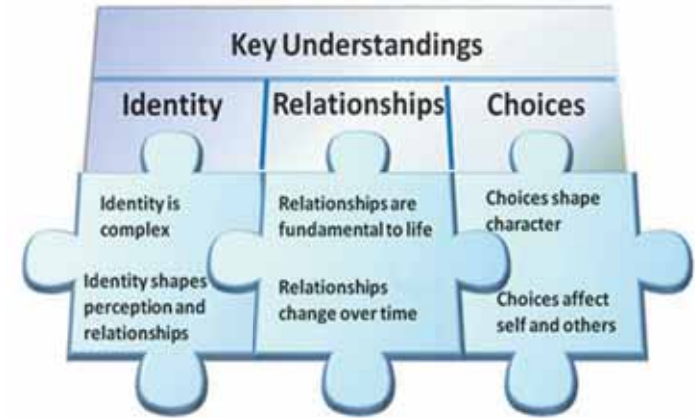 Key Understandings
Identity
Relationships
Choices
Identity is
complex
Identity shapes
perception and
relationships
Relationships are
fundamental to life
Relationships
change over time
Choices shape
character
Choices affect
self and others